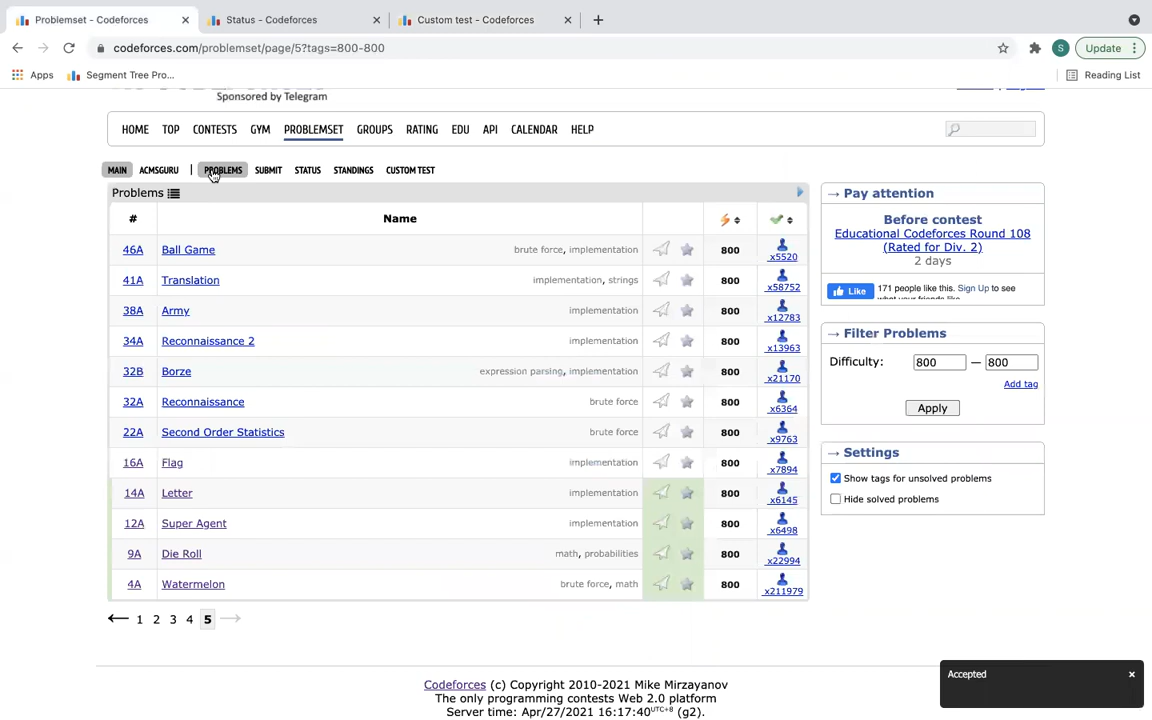 Problemset - Codeforces
Status - Codeforces
Custom test - Codeforces
codeforces.com/problemset/page/5?tags=800-800
S
Update
Apps
Segment Tree Pro...
Reading List
Sponsored by Telegram
HOME TOP CONTESTS GYM PROBLEMSET GROUPS RATING EDU API CALENDAR HELP
MAIN ACMSGURU | PROBLEMS SUBMIT STATUS STANDINGS CUSTOM TEST
Problems
# Name
46A Ball Game brute force, implementation 800 x5520
41A Translation implementation, strings 800 x58752
38A Army implementation 800 x12783
34A Reconnaissance 2 implementation 800 x13963
32B Borze expression parsing, implementation 800 x21170
32A Reconnaissance brute force 800 x6364
22A Second Order Statistics brute force 800 x9763
16A Flag implementation 800 x7894
14A Letter implementation 800 x6145
12A Super Agent implementation 800 x6498
9A Die Roll math, probabilities 800 x22994
4A Watermelon brute force, math 800 x211979
1 2 3 4 5
→ Pay attention
Before contest
Educational Codeforces Round 108
(Rated for Div. 2)
2 days
Like 171 people like this. Sign Up to see
what your friends like.
→ Filter Problems
Difficulty: 800 — 800
Add tag
Apply
→ Settings
Show tags for unsolved problems
Hide solved problems
Codeforces (c) Copyright 2010-2021 Mike Mirzayanov
The only programming contests Web 2.0 platform
Server time: Apr/27/2021 16:17:40UTC+8 (g2).
Accepted